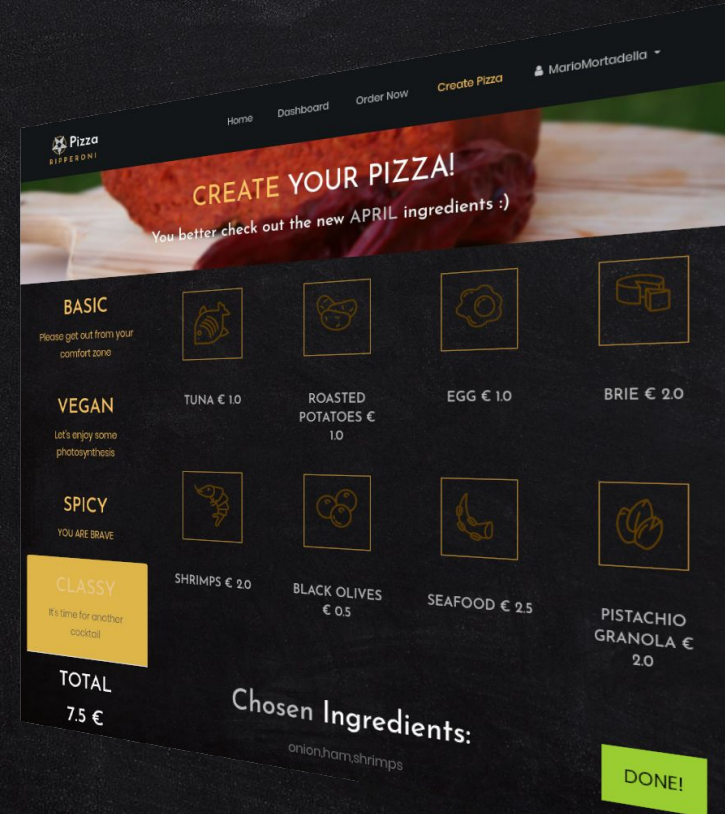 Pizza
BIPPERONI
Home
Dashboard
Order Now
Create Pizza
MarioMortadella
CREATE YOUR PIZZA!
You better check out the new APRIL ingredients :)
BASIC
Please get out from your
comfort zone
VEGAN
Let's enjoy some
photosynthesis
SPICY
YOU ARE BRAVE
CLASSY
It's time for another
cocktail
TOTAL
7.5 €
TUNA € 1.0
ROASTED
POTATOES €
1.0
EGG € 1.0
BRIE € 2.0
SHRIMPS € 2.0
BLACK OLIVES
€ 0.5
SEAFOOD € 2.5
PISTACHIO
GRANOLA €
2.0
Chosen Ingredients:
onion,ham,shrimps
DONE!